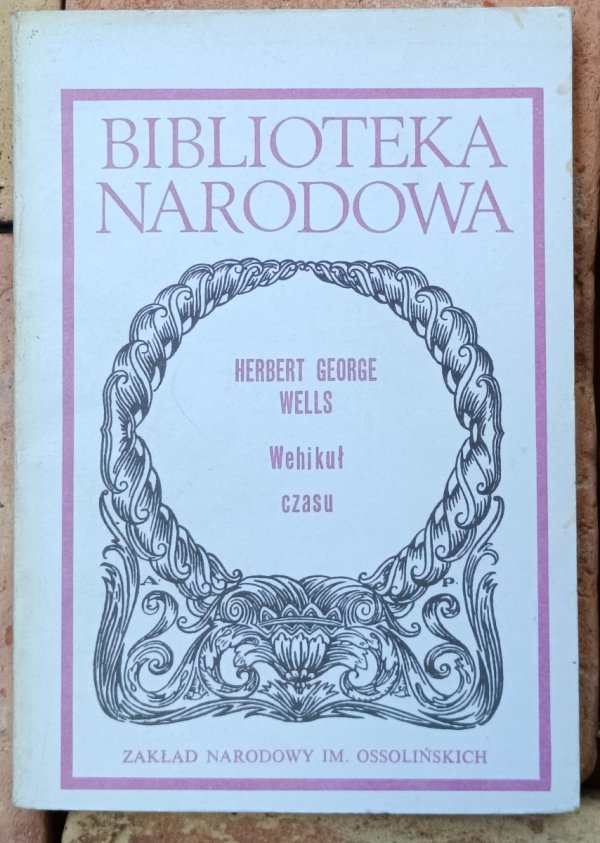 BIBLIOTEKA
NARODOWA
HERBERT GEORGE
WELLS
Wehikuł
czasu
A. P.
ZAKŁAD NARODOWY IM. OSSOLIŃSKICH